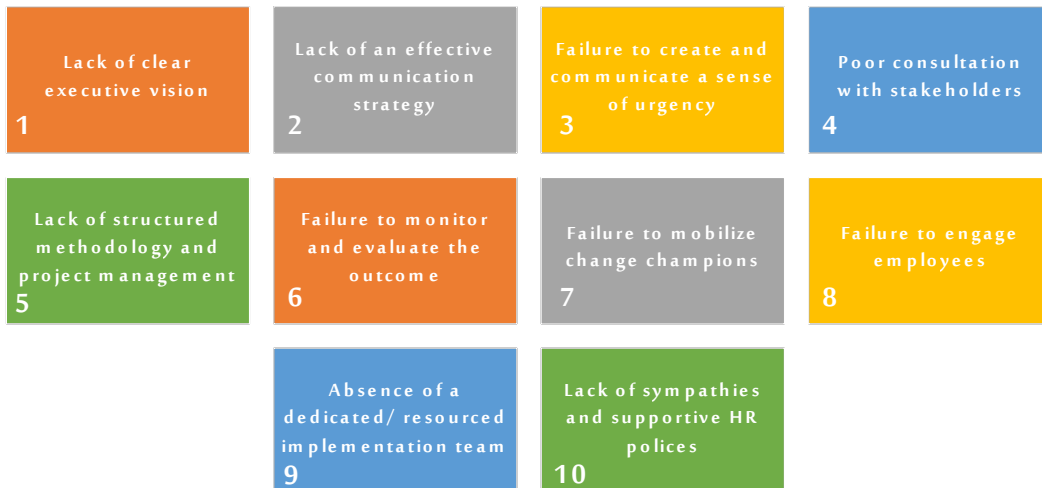 Lack of clear
executive vision
1
Lack of an effective
communication
strategy
2
Failure to create and
communicate a sense
of urgency
3
Poor consultation
with stakeholders
4
Lack of structured
methodology and
project management
5
Failure to monitor
and evaluate the
outcome
6
Failure to mobilize
change champions
7
Failure to engage
employees
8
Absence of a
dedicated/ resourced
implementation team
9
Lack of sympathies
and supportive HR
polices
10